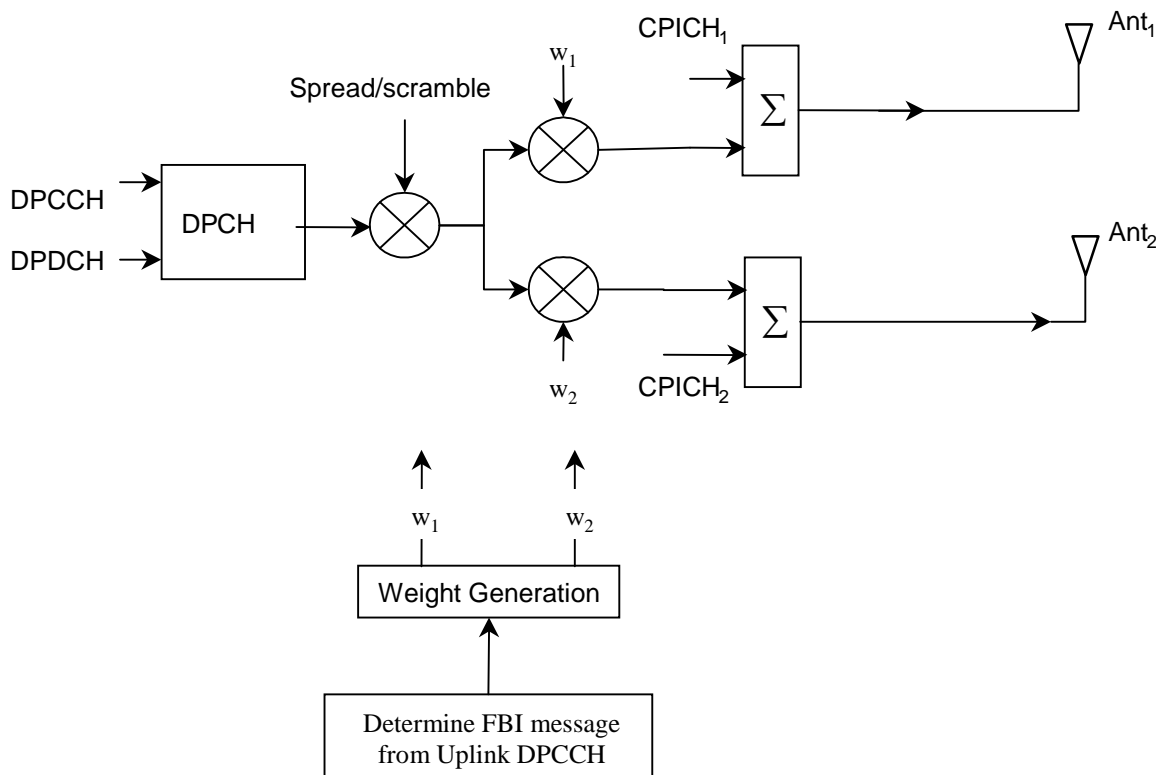 CPICH₁
Ant₁
w₁
Spread/scramble
Σ
DPCCH
DPCH
DPDCH
Ant₂
Σ
w₂
CPICH₂
w₁
w₂
Weight Generation
Determine FBI message
from Uplink DPCCH